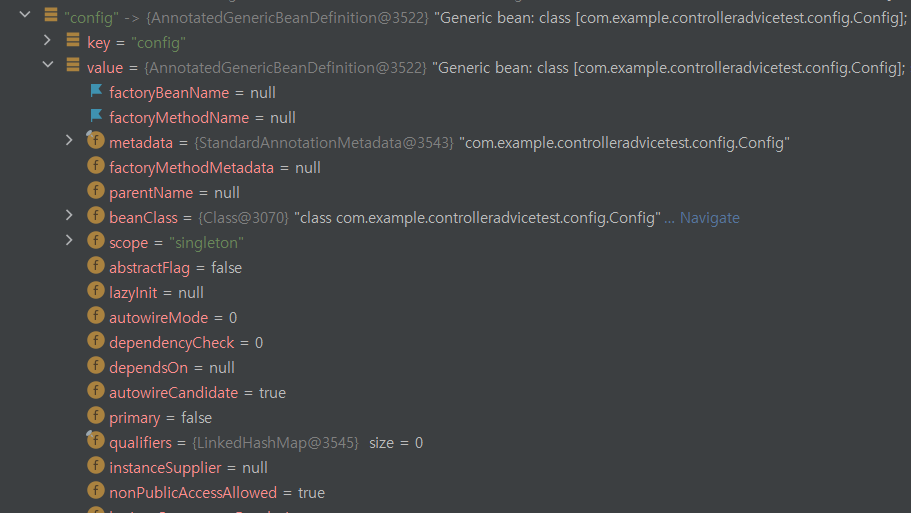 "config" -> {AnnotatedGenericBeanDefinition@3522} "Generic bean: class [com.example.controlleradvicetest.config.Config];
key = "config"
value = {AnnotatedGenericBeanDefinition@3522} "Generic bean: class [com.example.controlleradvicetest.config.Config];
factoryBeanName = null
factoryMethodName = null
f metadata = {StandardAnnotationMetadata@3543} "com.example.controlleradvicetest.config.Config"
f factoryMethodMetadata = null
f parentName = null
f beanClass = {Class@3070} "class com.example.controlleradvicetest.config.Config" ... Navigate
f scope = "singleton"
f abstractFlag = false
f lazyInit = null
f autowireMode = 0
f dependencyCheck = 0
f dependsOn = null
f autowireCandidate = true
f primary = false
f qualifiers = {LinkedHashMap@3545} size = 0
f instanceSupplier = null
f nonPublicAccessAllowed = true